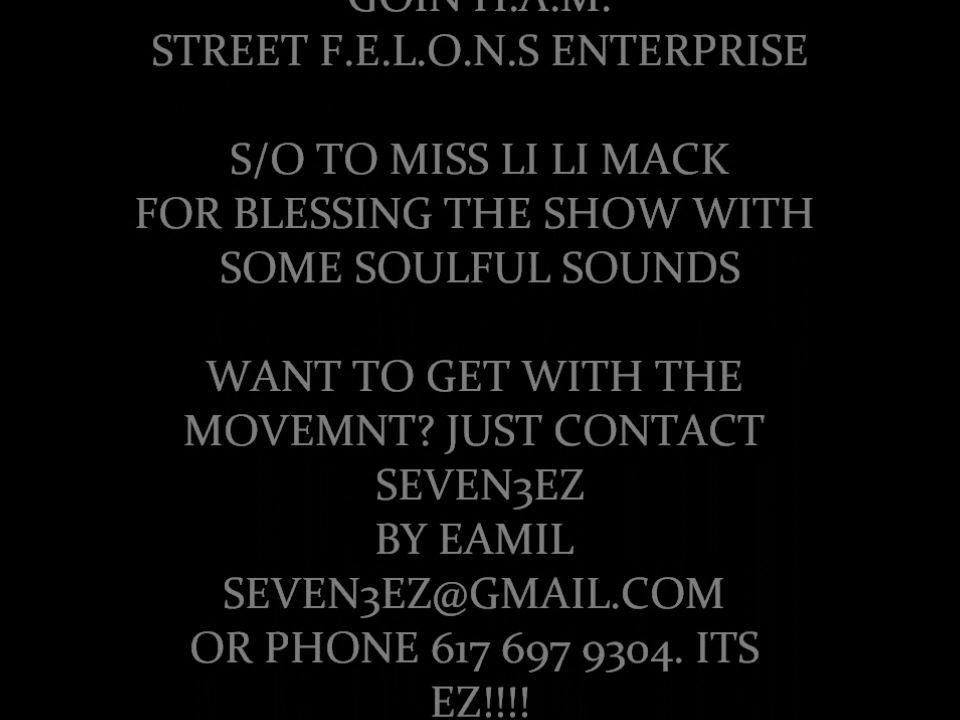 GOIN H.A.M.
STREET F.E.L.O.N.S ENTERPRISE
S/O TO MISS LI LI MACK
FOR BLESSING THE SHOW WITH
SOME SOULFUL SOUNDS
WANT TO GET WITH THE
MOVEMNT? JUST CONTACT
SEVEN3EZ
BY EAMIL
SEVEN3EZ@GMAIL.COM
OR PHONE 617 697 9304. ITS
EZ!!!!